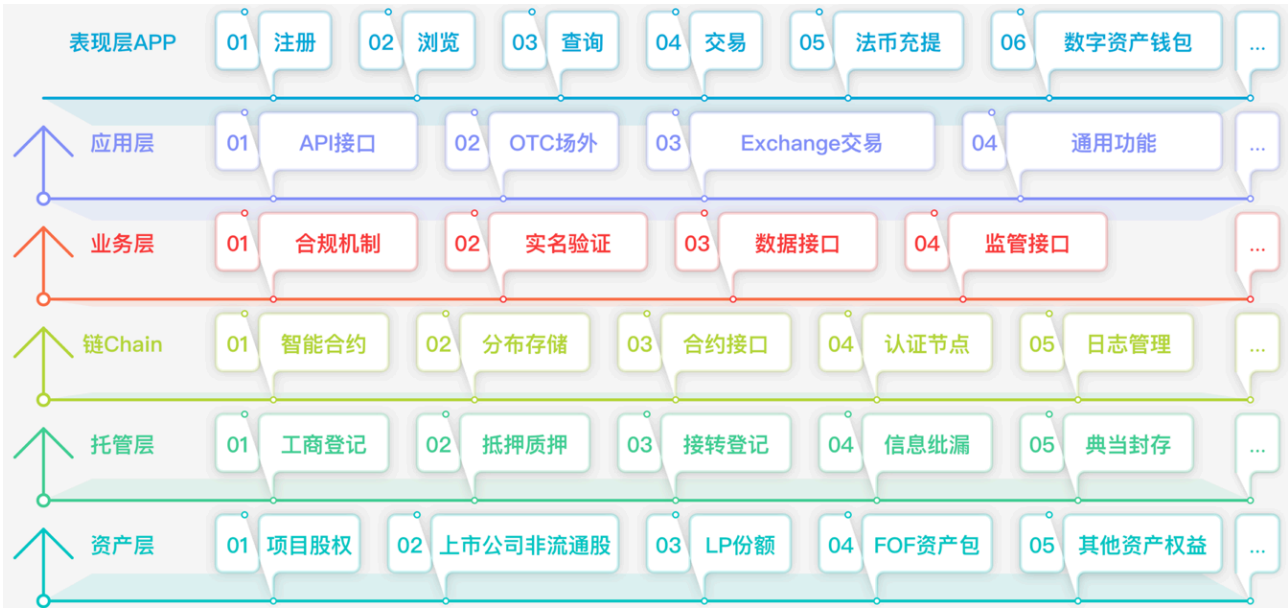 表现层APP 01 注册 02 浏览 03 查询 04 交易 05 法币充提 06 数字资产钱包 ...
应用层 01 API接口 02 OTC场外 03 Exchange交易 04 通用功能 ...
业务层 01 合规机制 02 实名验证 03 数据接口 04 监管接口 ...
链Chain 01 智能合约 02 分布存储 03 合约接口 04 认证节点 05 日志管理 ...
托管层 01 工商登记 02 抵押质押 03 接转登记 04 信息纰漏 05 典当封存 ...
资产层 01 项目股权 02 上市公司非流通股 03 LP份额 04 FOF资产包 05 其他资产权益 ...